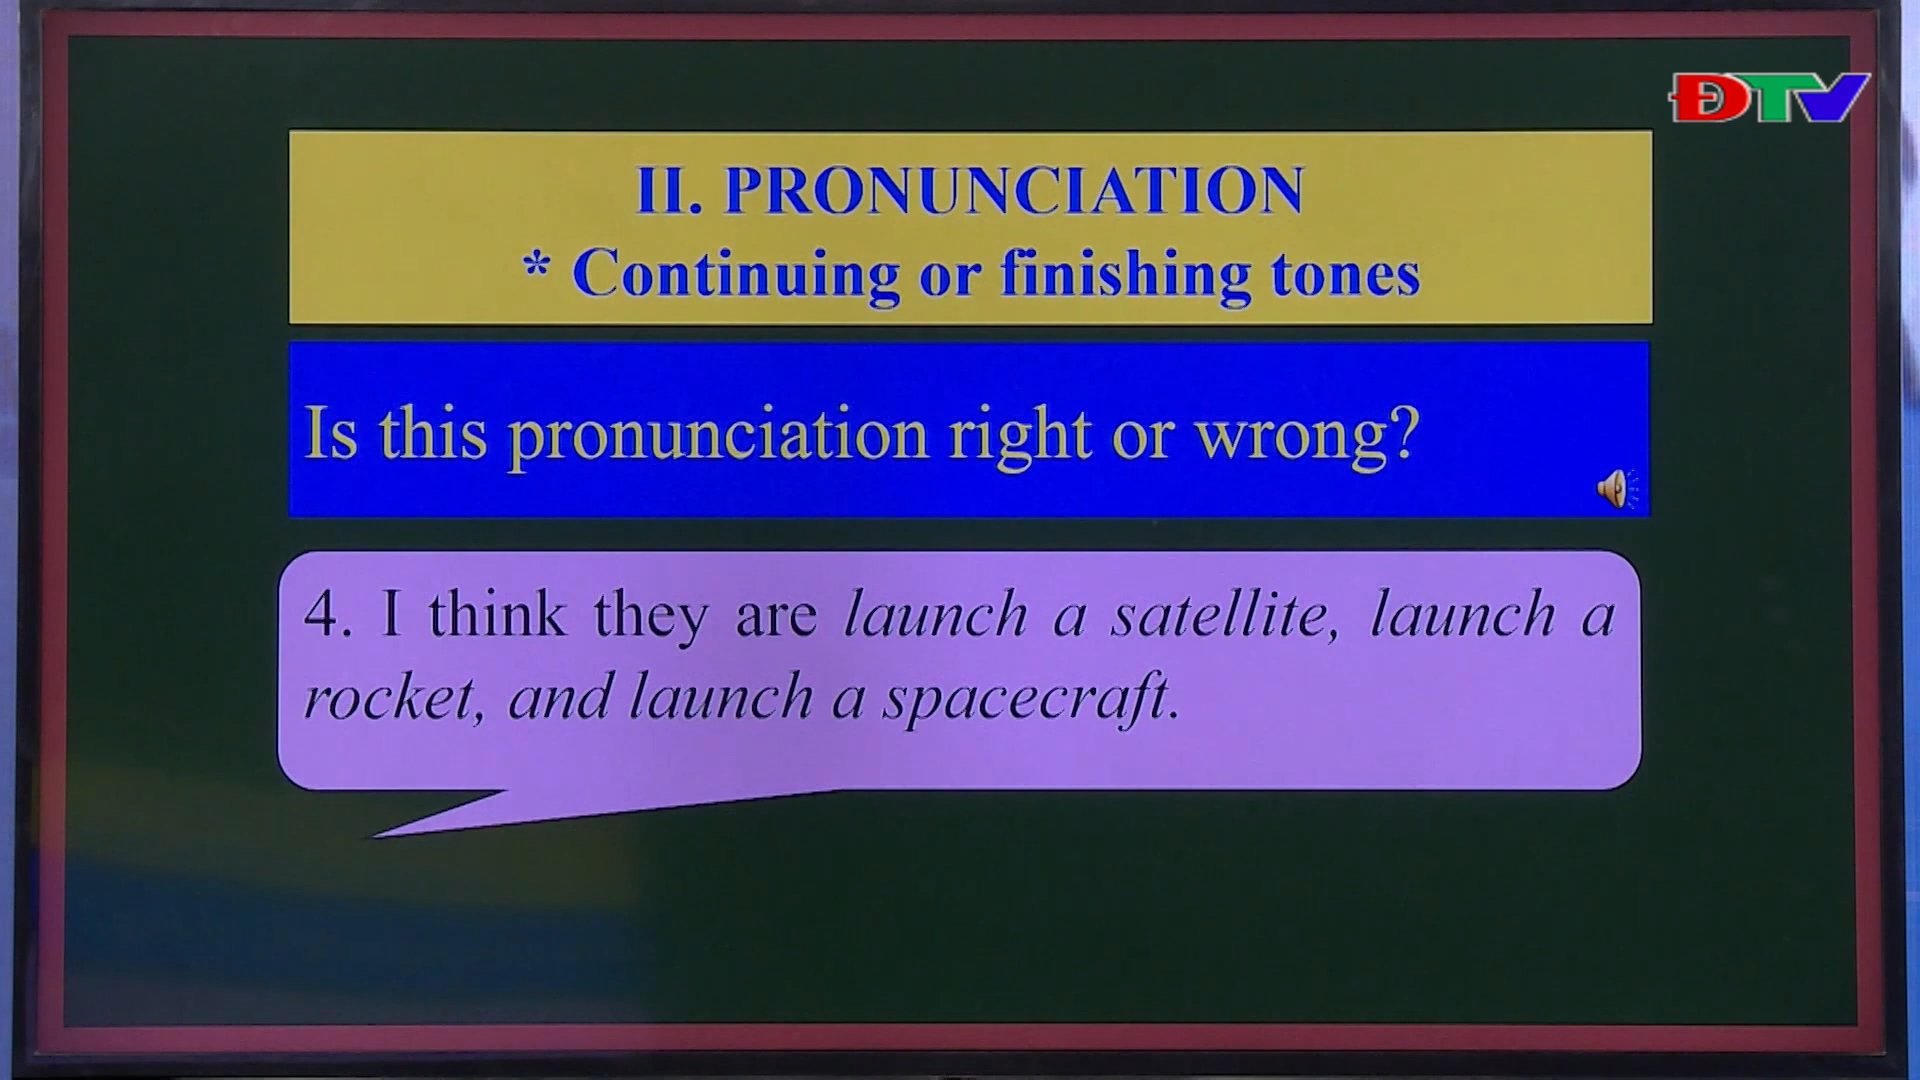 ĐTV
II. PRONUNCIATION
* Continuing or finishing tones
Is this pronunciation right or wrong?
4. I think they are launch a satellite, launch a
rocket, and launch a spacecraft.